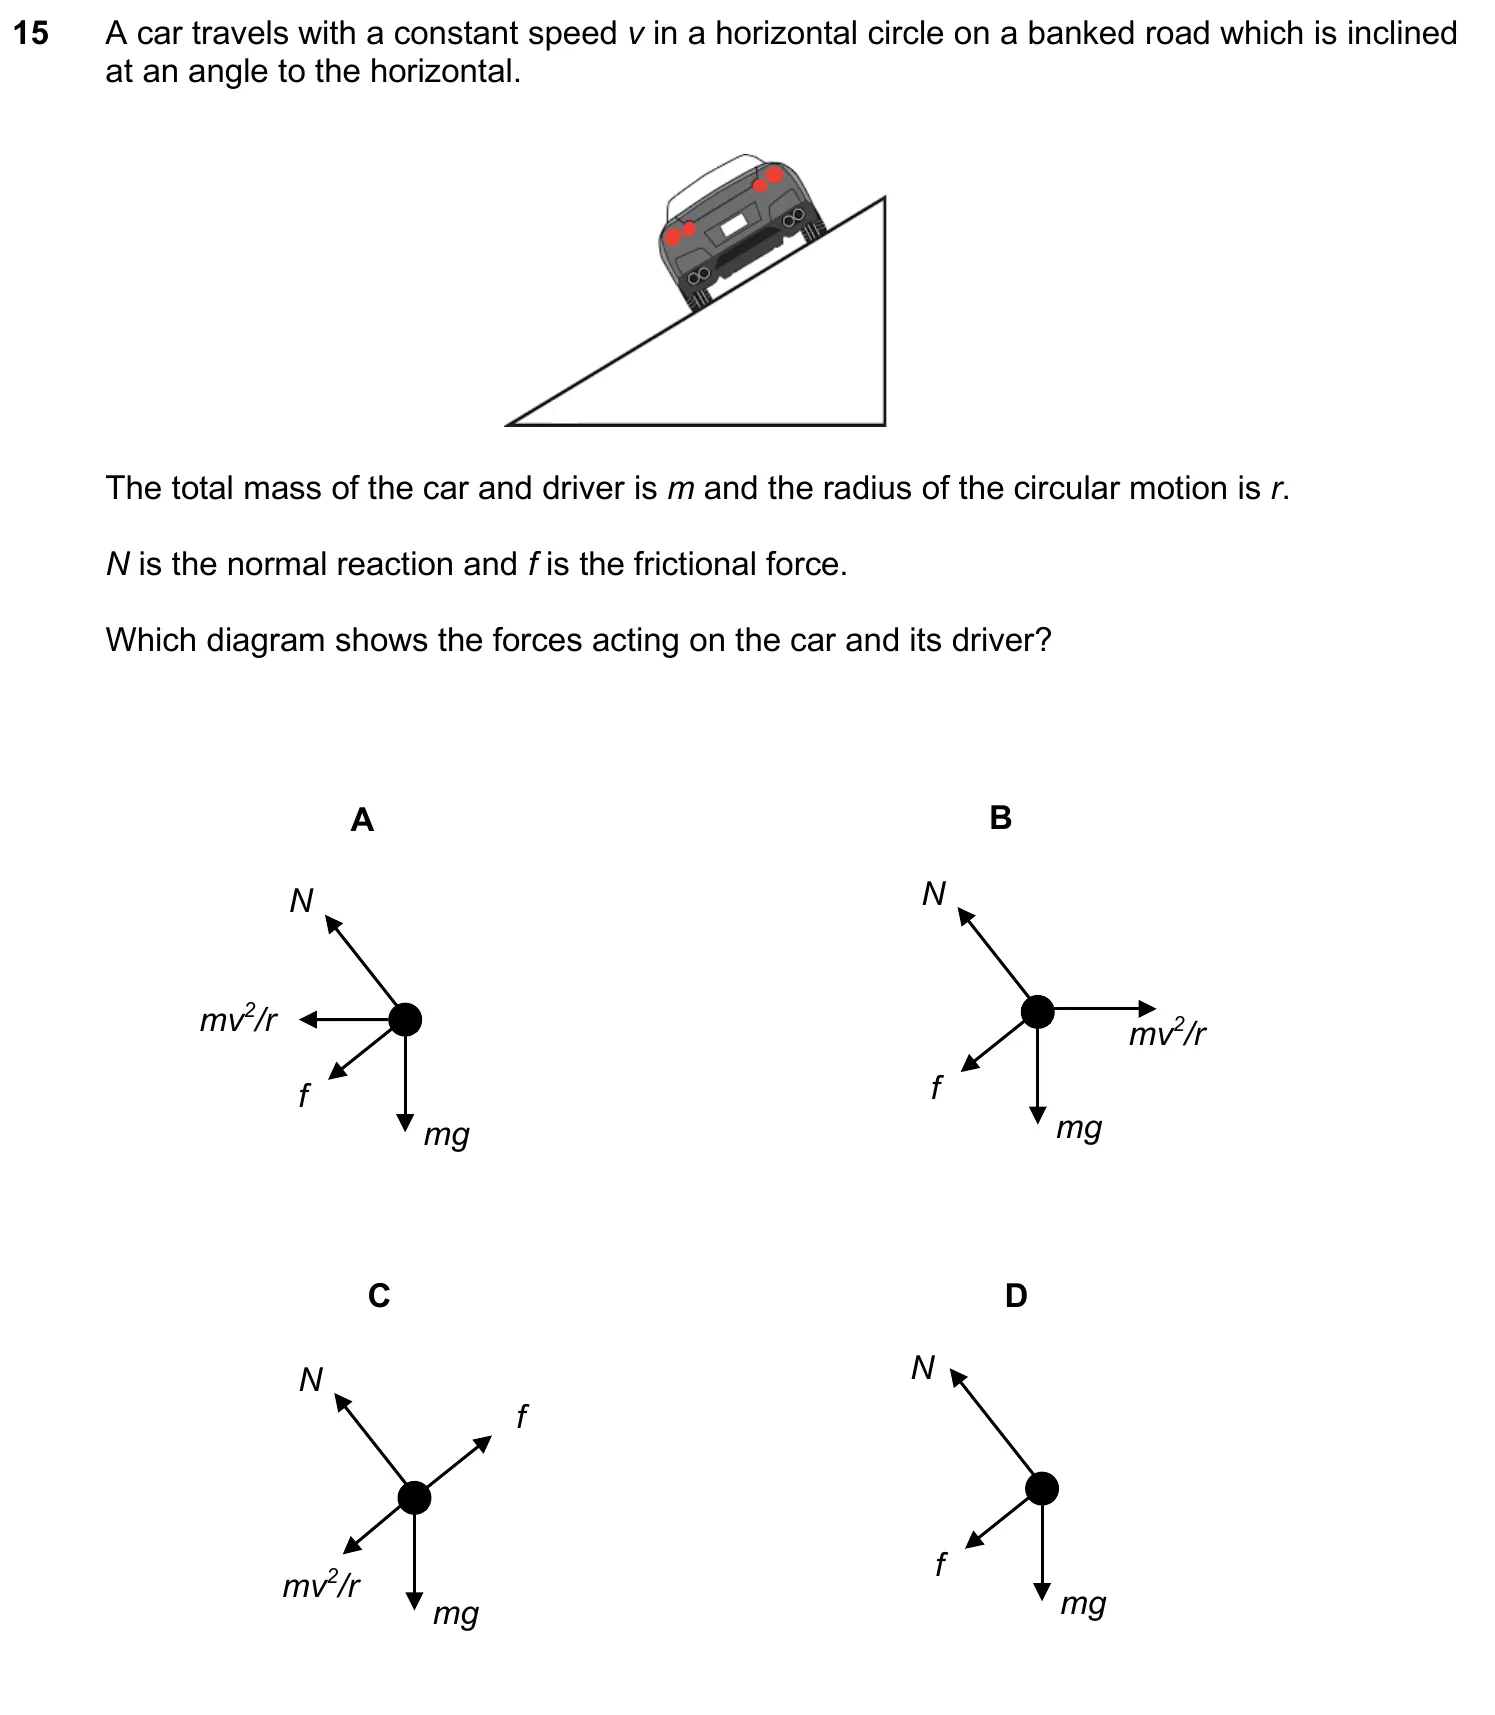 15 A car travels with a constant speed v in a horizontal circle on a banked road which is inclined
at an angle to the horizontal.
The total mass of the car and driver is m and the radius of the circular motion is r.
N is the normal reaction and f is the frictional force.
Which diagram shows the forces acting on the car and its driver?
A
N
mv²/r
f
mg
B
N
mv²/r
f
mg
C
N
f
mv²/r
mg
D
N
f
mg